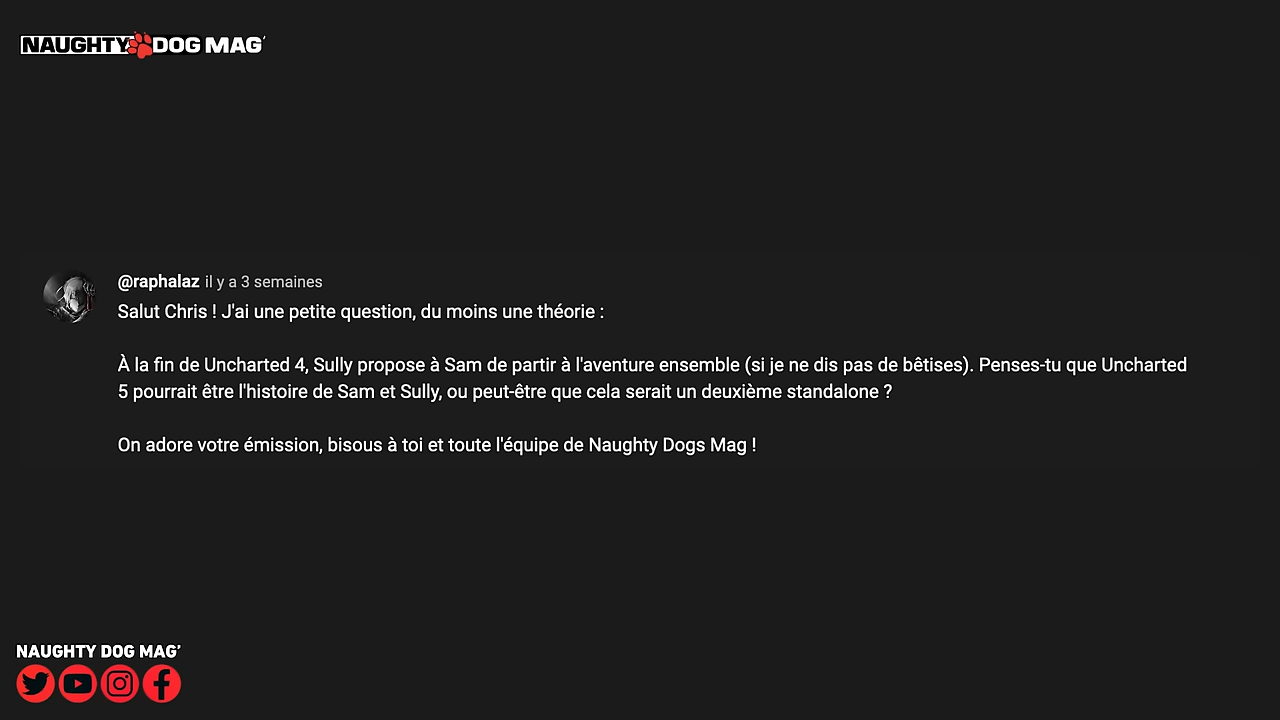 NAUGHTY DOG MAG'
@raphalaz il y a 3 semaines
Salut Chris ! J'ai une petite question, du moins une théorie :
À la fin de Uncharted 4, Sully propose à Sam de partir à l'aventure ensemble (si je ne dis pas de bêtises). Penses-tu que Uncharted
5 pourrait être l'histoire de Sam et Sully, ou peut-être que cela serait un deuxième standalone ?
On adore votre émission, bisous à toi et toute l'équipe de Naughty Dogs Mag !
NAUGHTY DOG MAG'